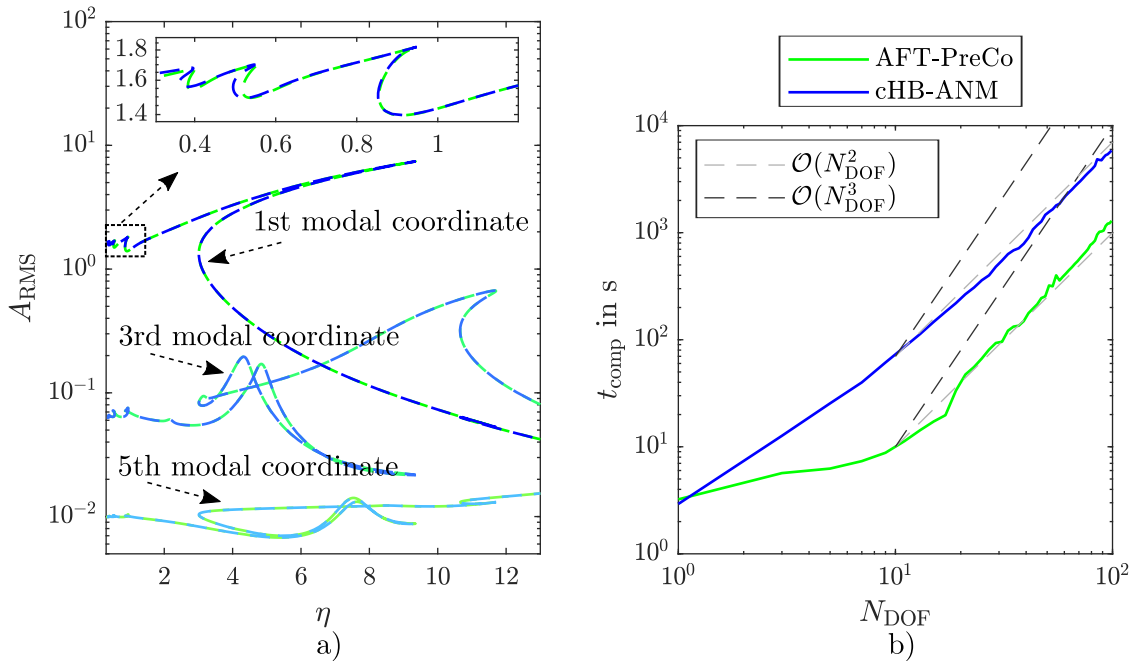 10^2
10^1
10^0
10^{-1}
10^{-2}
A_RMS
1.8
1.6
1.4
0.4 0.6 0.8 1
1st modal coordinate
3rd modal coordinate
5th modal coordinate
2 4 6 8 10 12
η
a)
AFT-PreCo
cHB-ANM
O(N_DOF^2)
O(N_DOF^3)
10^4
10^3
10^2
10^1
10^0
t_comp in s
10^0 10^1 10^2
N_DOF
b)